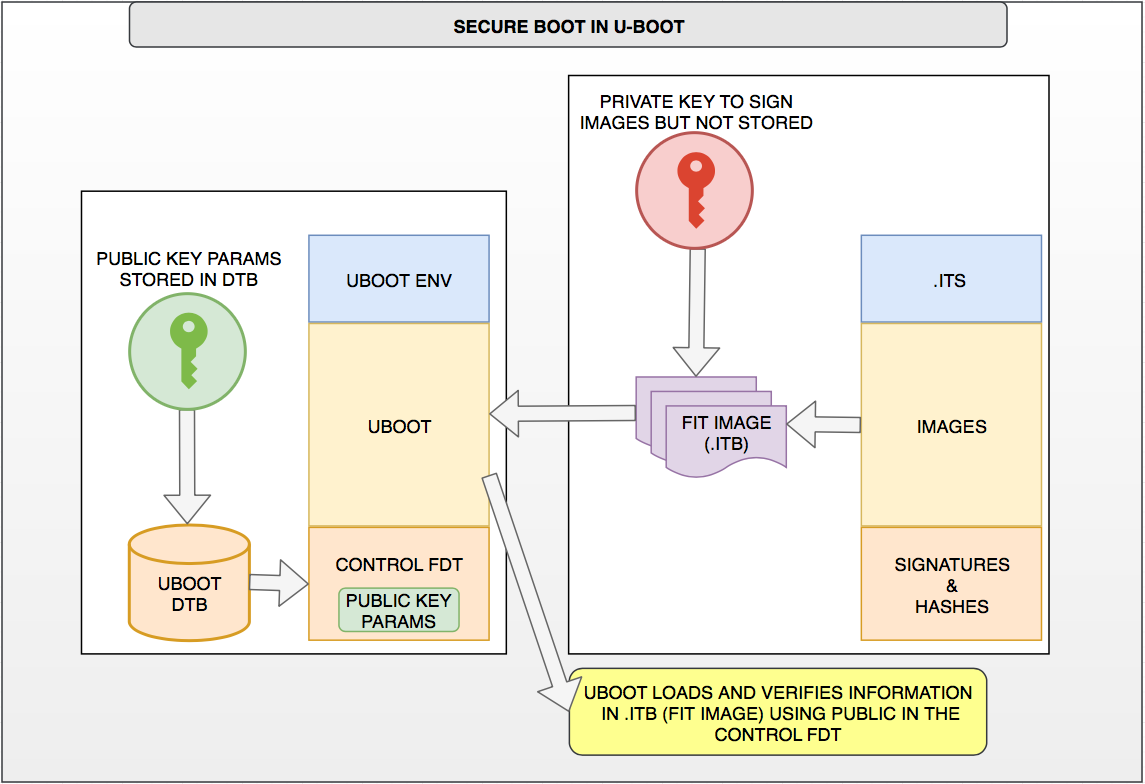 SECURE BOOT IN U-BOOT
PRIVATE KEY TO SIGN
IMAGES BUT NOT STORED
PUBLIC KEY PARAMS
STORED IN DTB
UBOOT ENV
.ITS
UBOOT
FIT IMAGE
(.ITB)
IMAGES
UBOOT
DTB
CONTROL FDT
PUBLIC KEY
PARAMS
SIGNATURES
&
HASHES
UBOOT LOADS AND VERIFIES INFORMATION
IN .ITB (FIT IMAGE) USING PUBLIC IN THE
CONTROL FDT